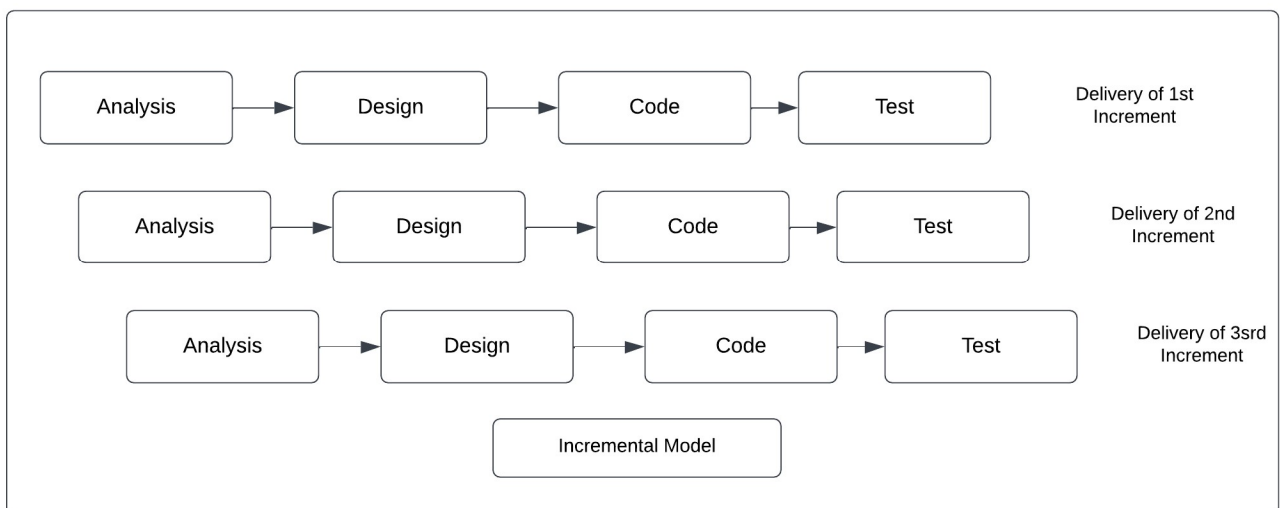 Analysis
Design
Code
Test
Delivery of 1st
Increment
Analysis
Design
Code
Test
Delivery of 2nd
Increment
Analysis
Design
Code
Test
Delivery of 3srd
Increment
Incremental Model